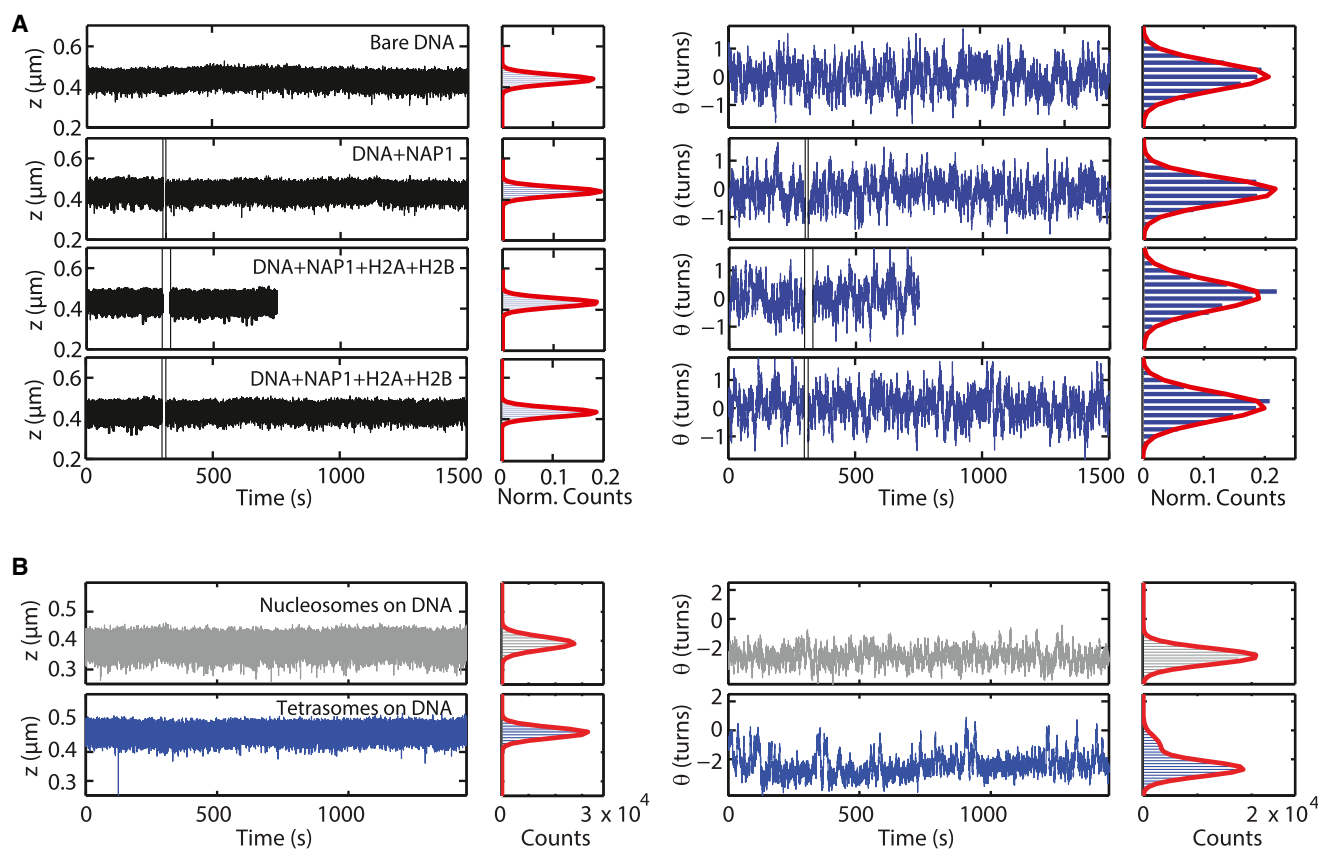 A
z (μm)
0.6
0.4
0.2
Bare DNA
θ (turns)
1
0
−1
z (μm)
0.6
0.4
0.2
DNA+NAP1
θ (turns)
1
0
−1
z (μm)
0.6
0.4
0.2
DNA+NAP1+H2A+H2B
θ (turns)
1
0
−1
z (μm)
0.6
0.4
0.2
DNA+NAP1+H2A+H2B
θ (turns)
1
0
−1
0 500 1000 1500
Time (s)
0 0.1 0.2
Norm. Counts
0 500 1000 1500
Time (s)
0 0.1 0.2
Norm. Counts
B
z (μm)
0.5
0.4
0.3
Nucleosomes on DNA
θ (turns)
2
0
−2
z (μm)
0.5
0.4
0.3
Tetrasomes on DNA
θ (turns)
2
0
−2
0 500 1000
Time (s)
0 3 x 10⁴
Counts
0 500 1000
Time (s)
0 2 x 10⁴
Counts